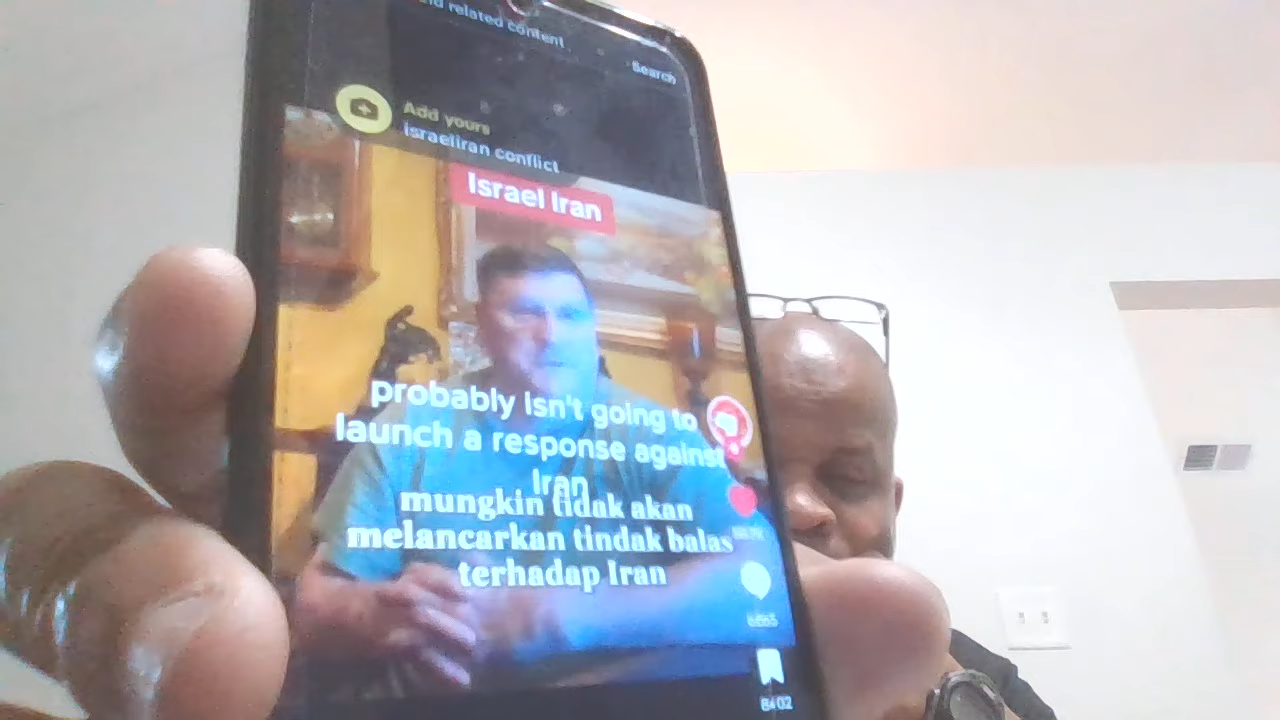 related content
Search
Add yours
israeliran conflict
Israel Iran
probably isn't going to
launch a response against
Iran
mungkin tidak akan
melancarkan tindak balas
terhadap Iran
8402